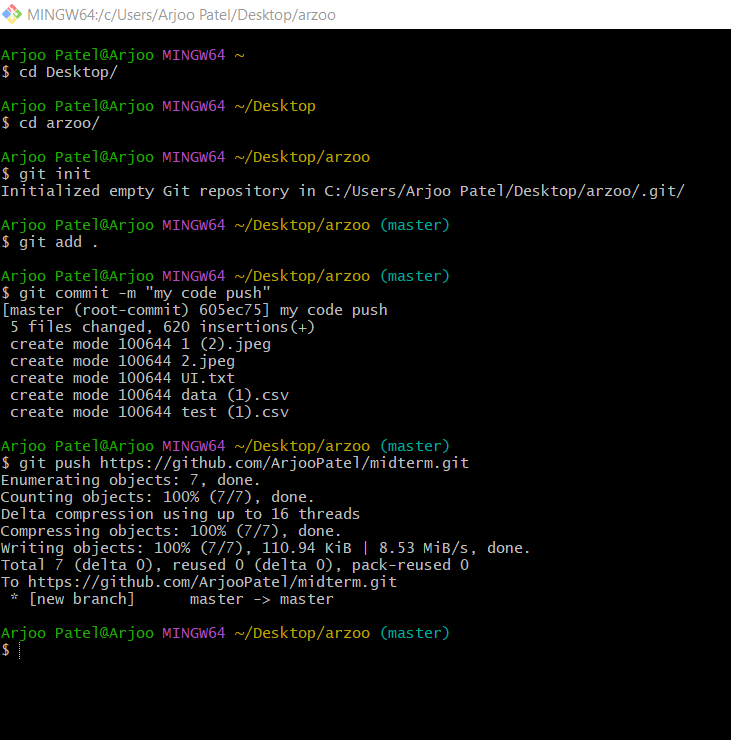 MINGW64:/c/Users/Arjoo Patel/Desktop/arzoo
Arjoo Patel@Arjoo MINGW64 ~
$ cd Desktop/
Arjoo Patel@Arjoo MINGW64 ~/Desktop
$ cd arzoo/
Arjoo Patel@Arjoo MINGW64 ~/Desktop/arzoo
$ git init
Initialized empty Git repository in C:/Users/Arjoo Patel/Desktop/arzoo/.git/
Arjoo Patel@Arjoo MINGW64 ~/Desktop/arzoo (master)
$ git add .
Arjoo Patel@Arjoo MINGW64 ~/Desktop/arzoo (master)
$ git commit -m "my code push"
[master (root-commit) 605ec75] my code push
 5 files changed, 620 insertions(+)
 create mode 100644 1 (2).jpeg
 create mode 100644 2.jpeg
 create mode 100644 UI.txt
 create mode 100644 data (1).csv
 create mode 100644 test (1).csv
Arjoo Patel@Arjoo MINGW64 ~/Desktop/arzoo (master)
$ git push https://github.com/ArjooPatel/midterm.git
Enumerating objects: 7, done.
Counting objects: 100% (7/7), done.
Delta compression using up to 16 threads
Compressing objects: 100% (7/7), done.
Writing objects: 100% (7/7), 110.94 KiB | 8.53 MiB/s, done.
Total 7 (delta 0), reused 0 (delta 0), pack-reused 0
To https://github.com/ArjooPatel/midterm.git
 * [new branch]      master -> master
Arjoo Patel@Arjoo MINGW64 ~/Desktop/arzoo (master)
$